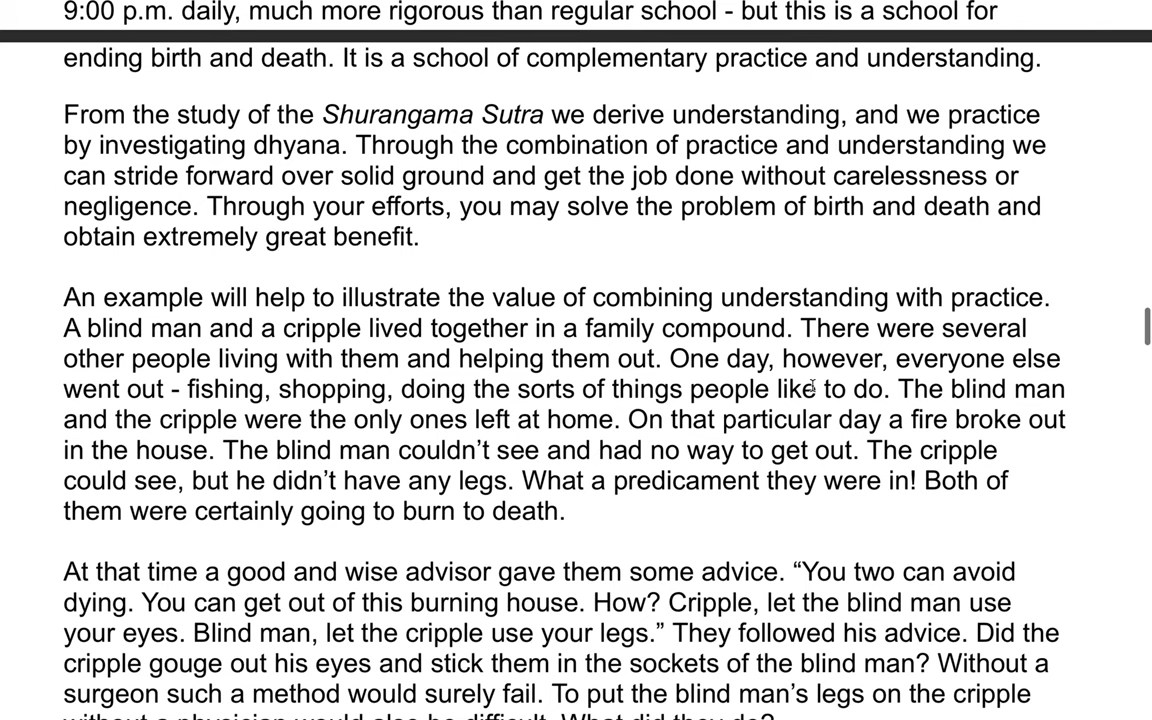 9:00 p.m. daily, much more rigorous than regular school - but this is a school for
ending birth and death. It is a school of complementary practice and understanding.
From the study of the Shurangama Sutra we derive understanding, and we practice
by investigating dhyana. Through the combination of practice and understanding we
can stride forward over solid ground and get the job done without carelessness or
negligence. Through your efforts, you may solve the problem of birth and death and
obtain extremely great benefit.
An example will help to illustrate the value of combining understanding with practice.
A blind man and a cripple lived together in a family compound. There were several
other people living with them and helping them out. One day, however, everyone else
went out - fishing, shopping, doing the sorts of things people like to do. The blind man
and the cripple were the only ones left at home. On that particular day a fire broke out
in the house. The blind man couldn’t see and had no way to get out. The cripple
could see, but he didn’t have any legs. What a predicament they were in! Both of
them were certainly going to burn to death.
At that time a good and wise advisor gave them some advice. “You two can avoid
dying. You can get out of this burning house. How? Cripple, let the blind man use
your eyes. Blind man, let the cripple use your legs.” They followed his advice. Did the
cripple gouge out his eyes and stick them in the sockets of the blind man? Without a
surgeon such a method would surely fail. To put the blind man’s legs on the cripple
without a physician would also be difficult. What did they do?